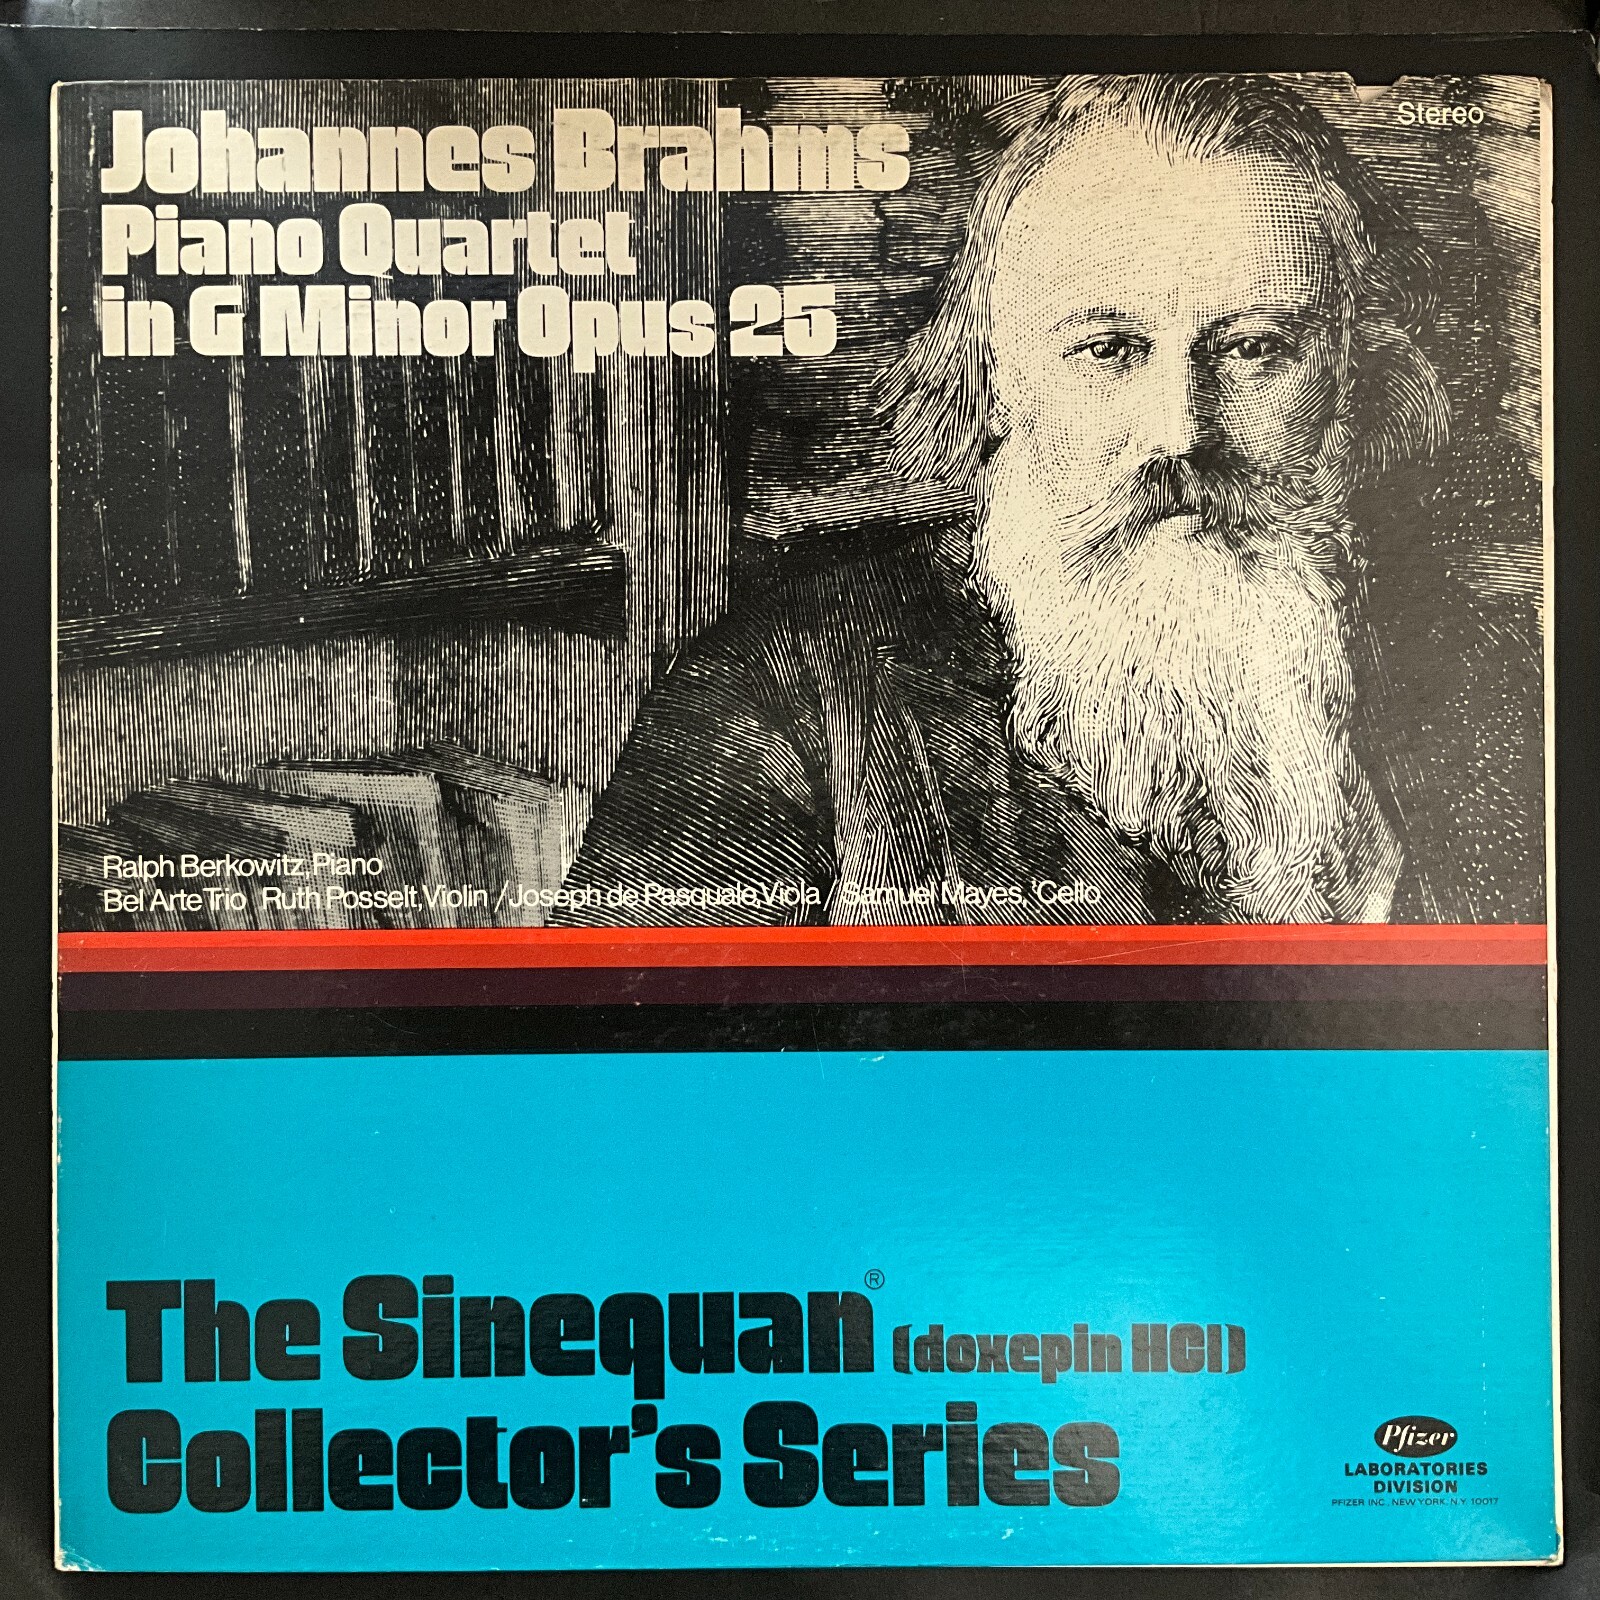 Johannes Brahms
Stereo
Piano Quartet
in G Minor Opus 25
Ralph Berkowitz, Piano
Bel Arte Trio Ruth Posselt, Violin / Joseph de Pasquale, Viola / Samuel Mayes, 'Cello
The Sinequan® (doxepin HCl)
Collector's Series
Pfizer
LABORATORIES
DIVISION
PFIZER INC., NEW YORK, N.Y. 10017